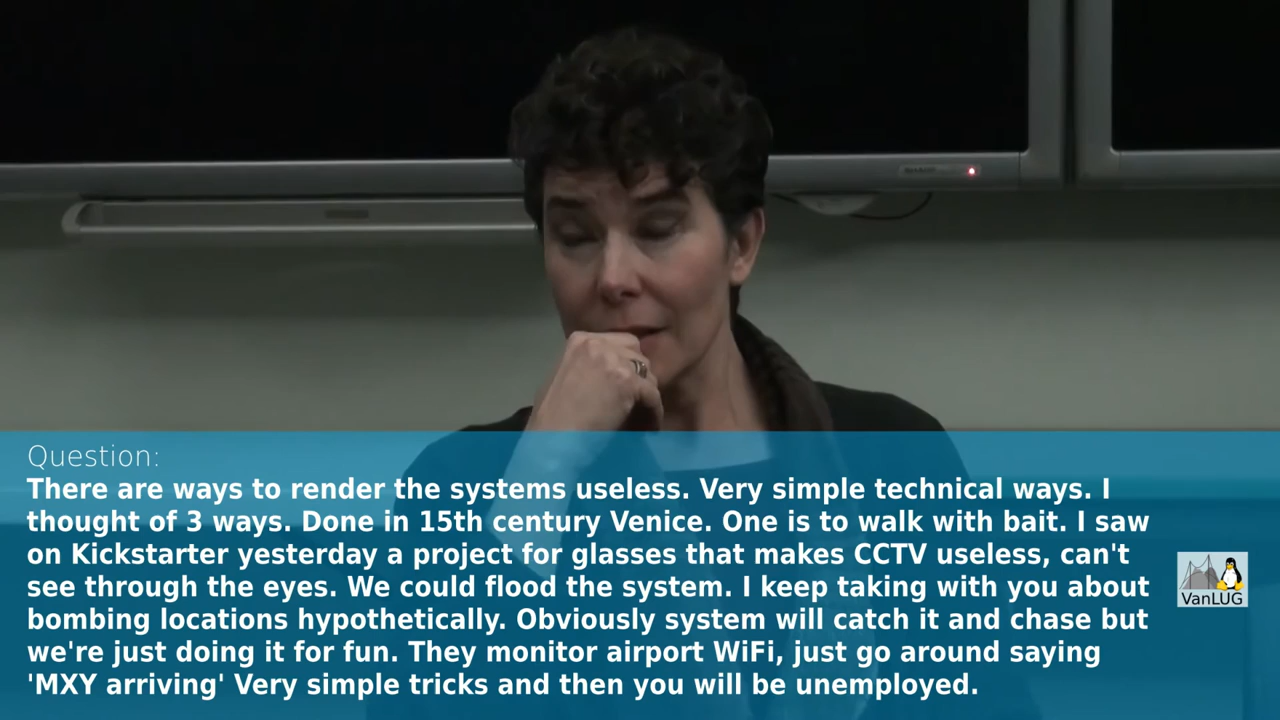 Question:
There are ways to render the systems useless. Very simple technical ways. I
thought of 3 ways. Done in 15th century Venice. One is to walk with bait. I saw
on Kickstarter yesterday a project for glasses that makes CCTV useless, can't
see through the eyes. We could flood the system. I keep taking with you about
bombing locations hypothetically. Obviously system will catch it and chase but
we're just doing it for fun. They monitor airport WiFi, just go around saying
'MXY arriving' Very simple tricks and then you will be unemployed.
VanLUG